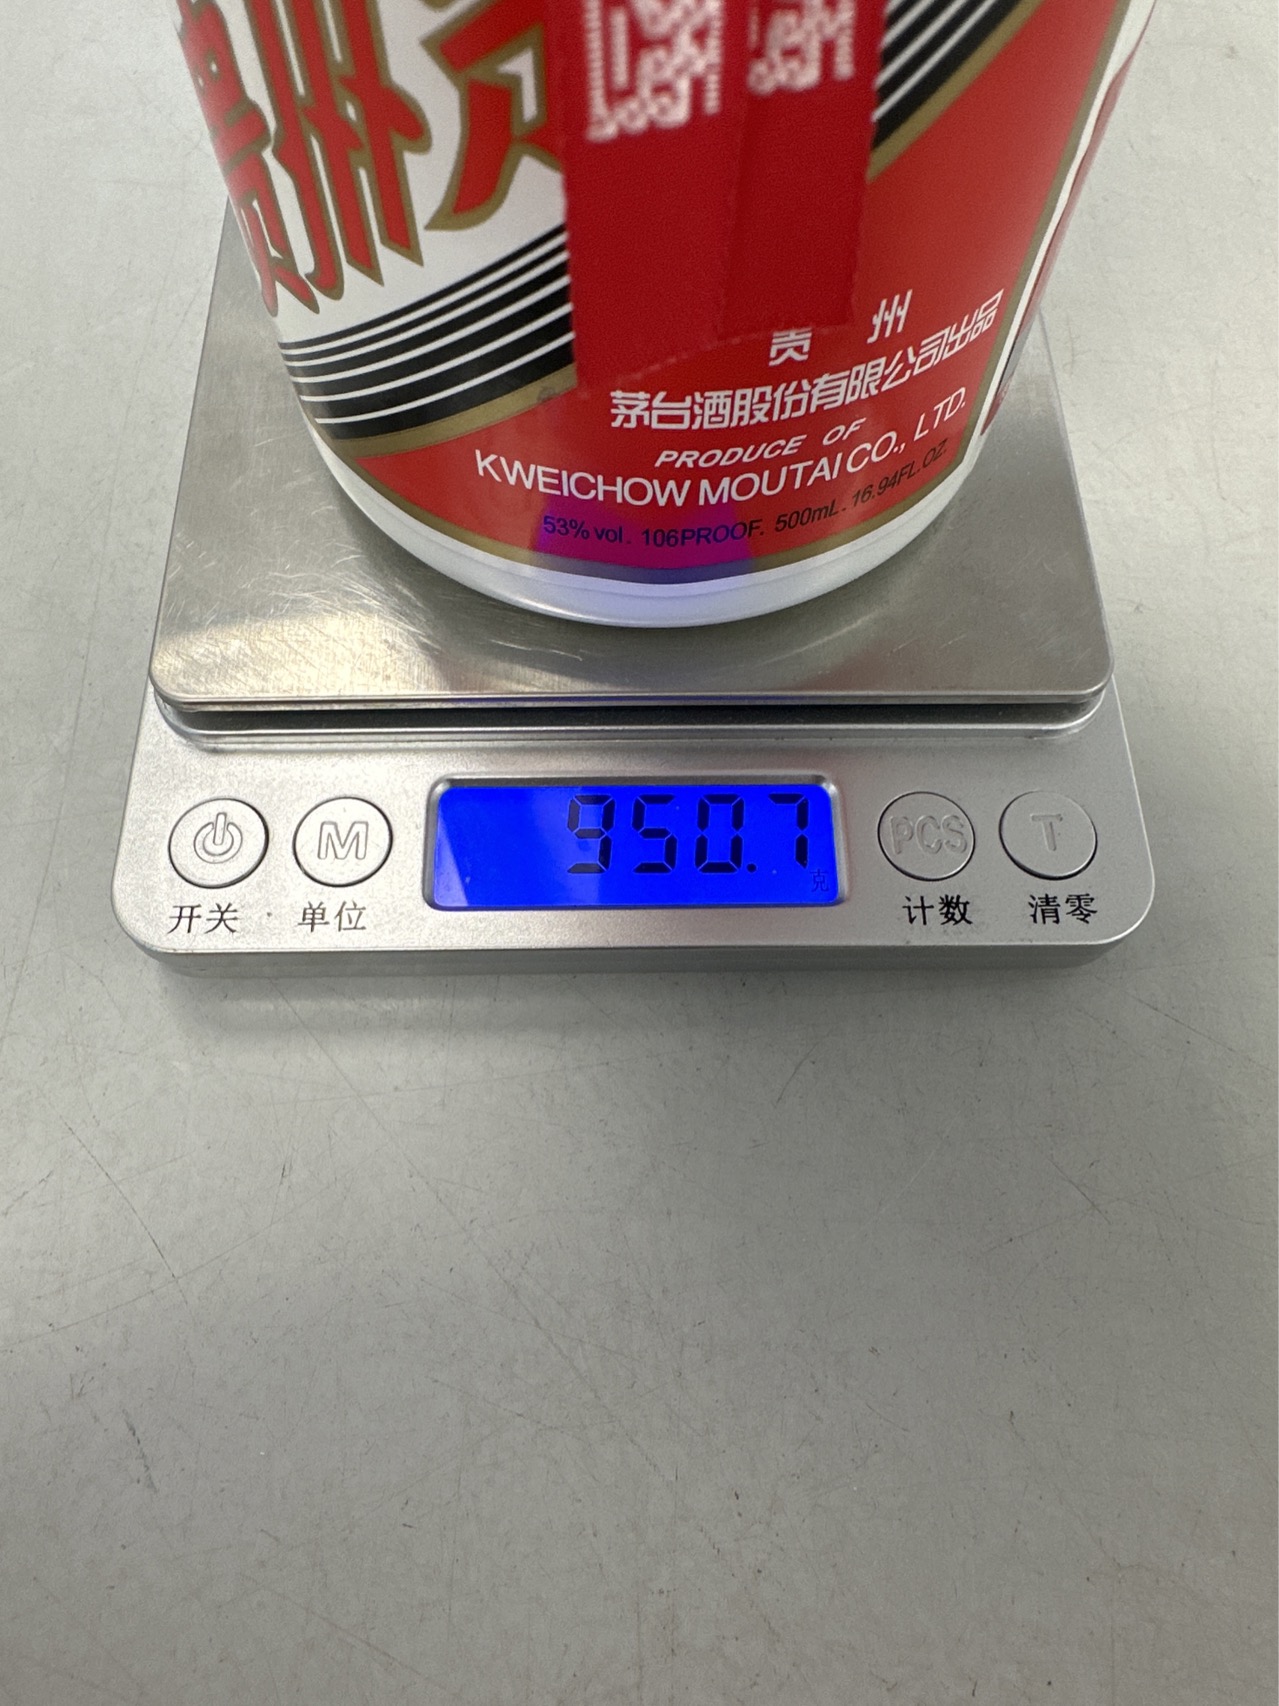 贵州
贵 州
茅台酒股份有限公司出品
PRODUCE OF
KWEICHOW MOUTAI CO., LTD.
53% vol. 106PROOF. 500mL. 16.94FL.OZ.
950.7
克
M
PCS
T
开关
单位
计数
清零